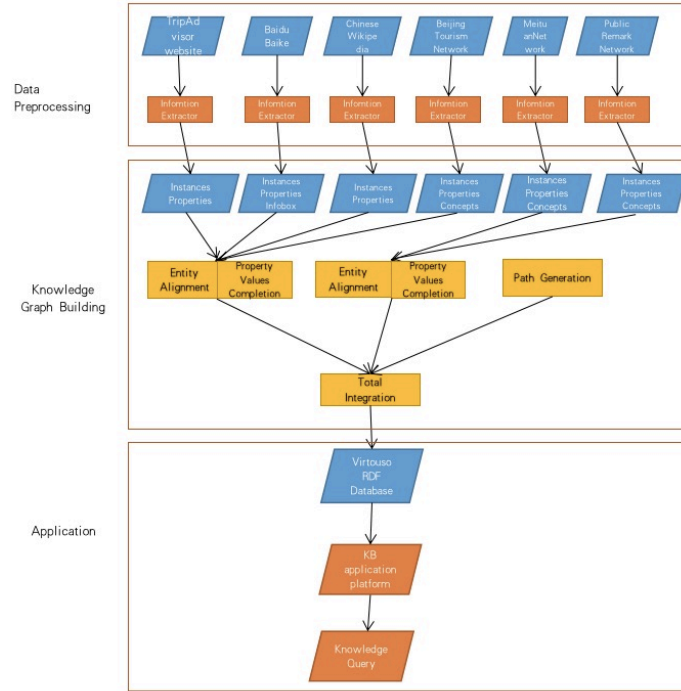 TripAd
visor
website
Baidu
Baike
Chinese
Wikipe
dia
Beijing
Tourism
Network
Meitu
anNet
work
Public
Remark
Network
Data
Preprocessing
Infomtion
Extractor
Infomtion
Extractor
Infomtion
Extractor
Infomtion
Extractor
Infomtion
Extractor
Infomtion
Extractor
Instances
Properties
Instances
Properties
Infobox
Instances
Properties
Instances
Properties
Concepts
Instances
Properties
Concepts
Instances
Properties
Concepts
Knowledge
Graph Building
Entity
Alignment
Property
Values
Completion
Entity
Alignment
Property
Values
Completion
Path Generation
Total
Integration
Application
Virtouso
RDF
Database
KB
application
platform
Knowledge
Query